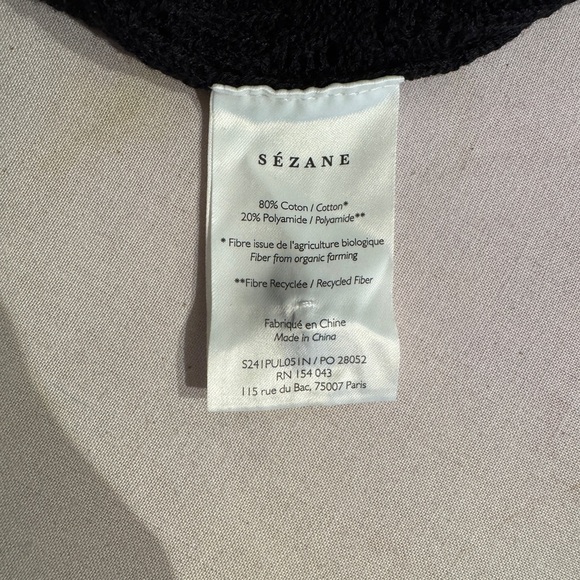 SÉZANE
80% Coton / Cotton*
20% Polyamide / Polyamide**
* Fibre issue de l'agriculture biologique
Fiber from organic farming
**Fibre Recyclée / Recycled Fiber
Fabriqué en Chine
Made in China
S241PUL051N / PO 28052
RN 154 043
115 rue du Bac, 75007 Paris